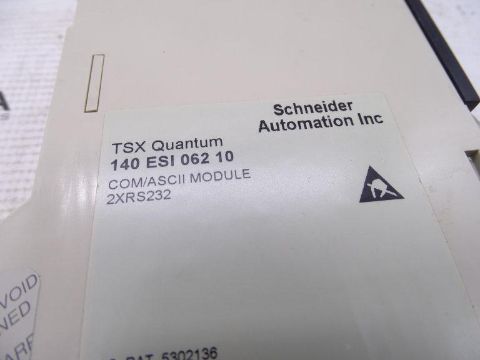 Schneider
Automation Inc
TSX Quantum
140 ESI 062 10
COM/ASCII MODULE
2XRS232
VOID
NED
PAT. 5302136